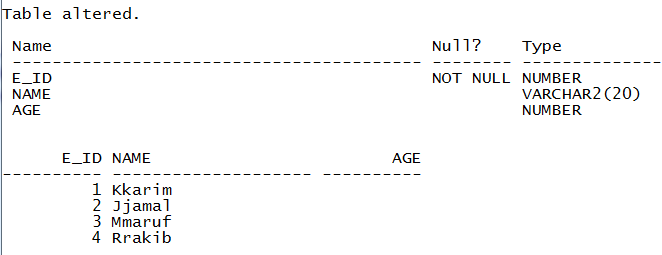 Table altered.
Name Null? Type
----------------------------------------- -------- --------------
E_ID NOT NULL NUMBER
NAME VARCHAR2(20)
AGE NUMBER
E_ID NAME AGE
---------- -------------------- ----------
1 Kkarim
2 Jjamal
3 Mmaruf
4 Rrakib